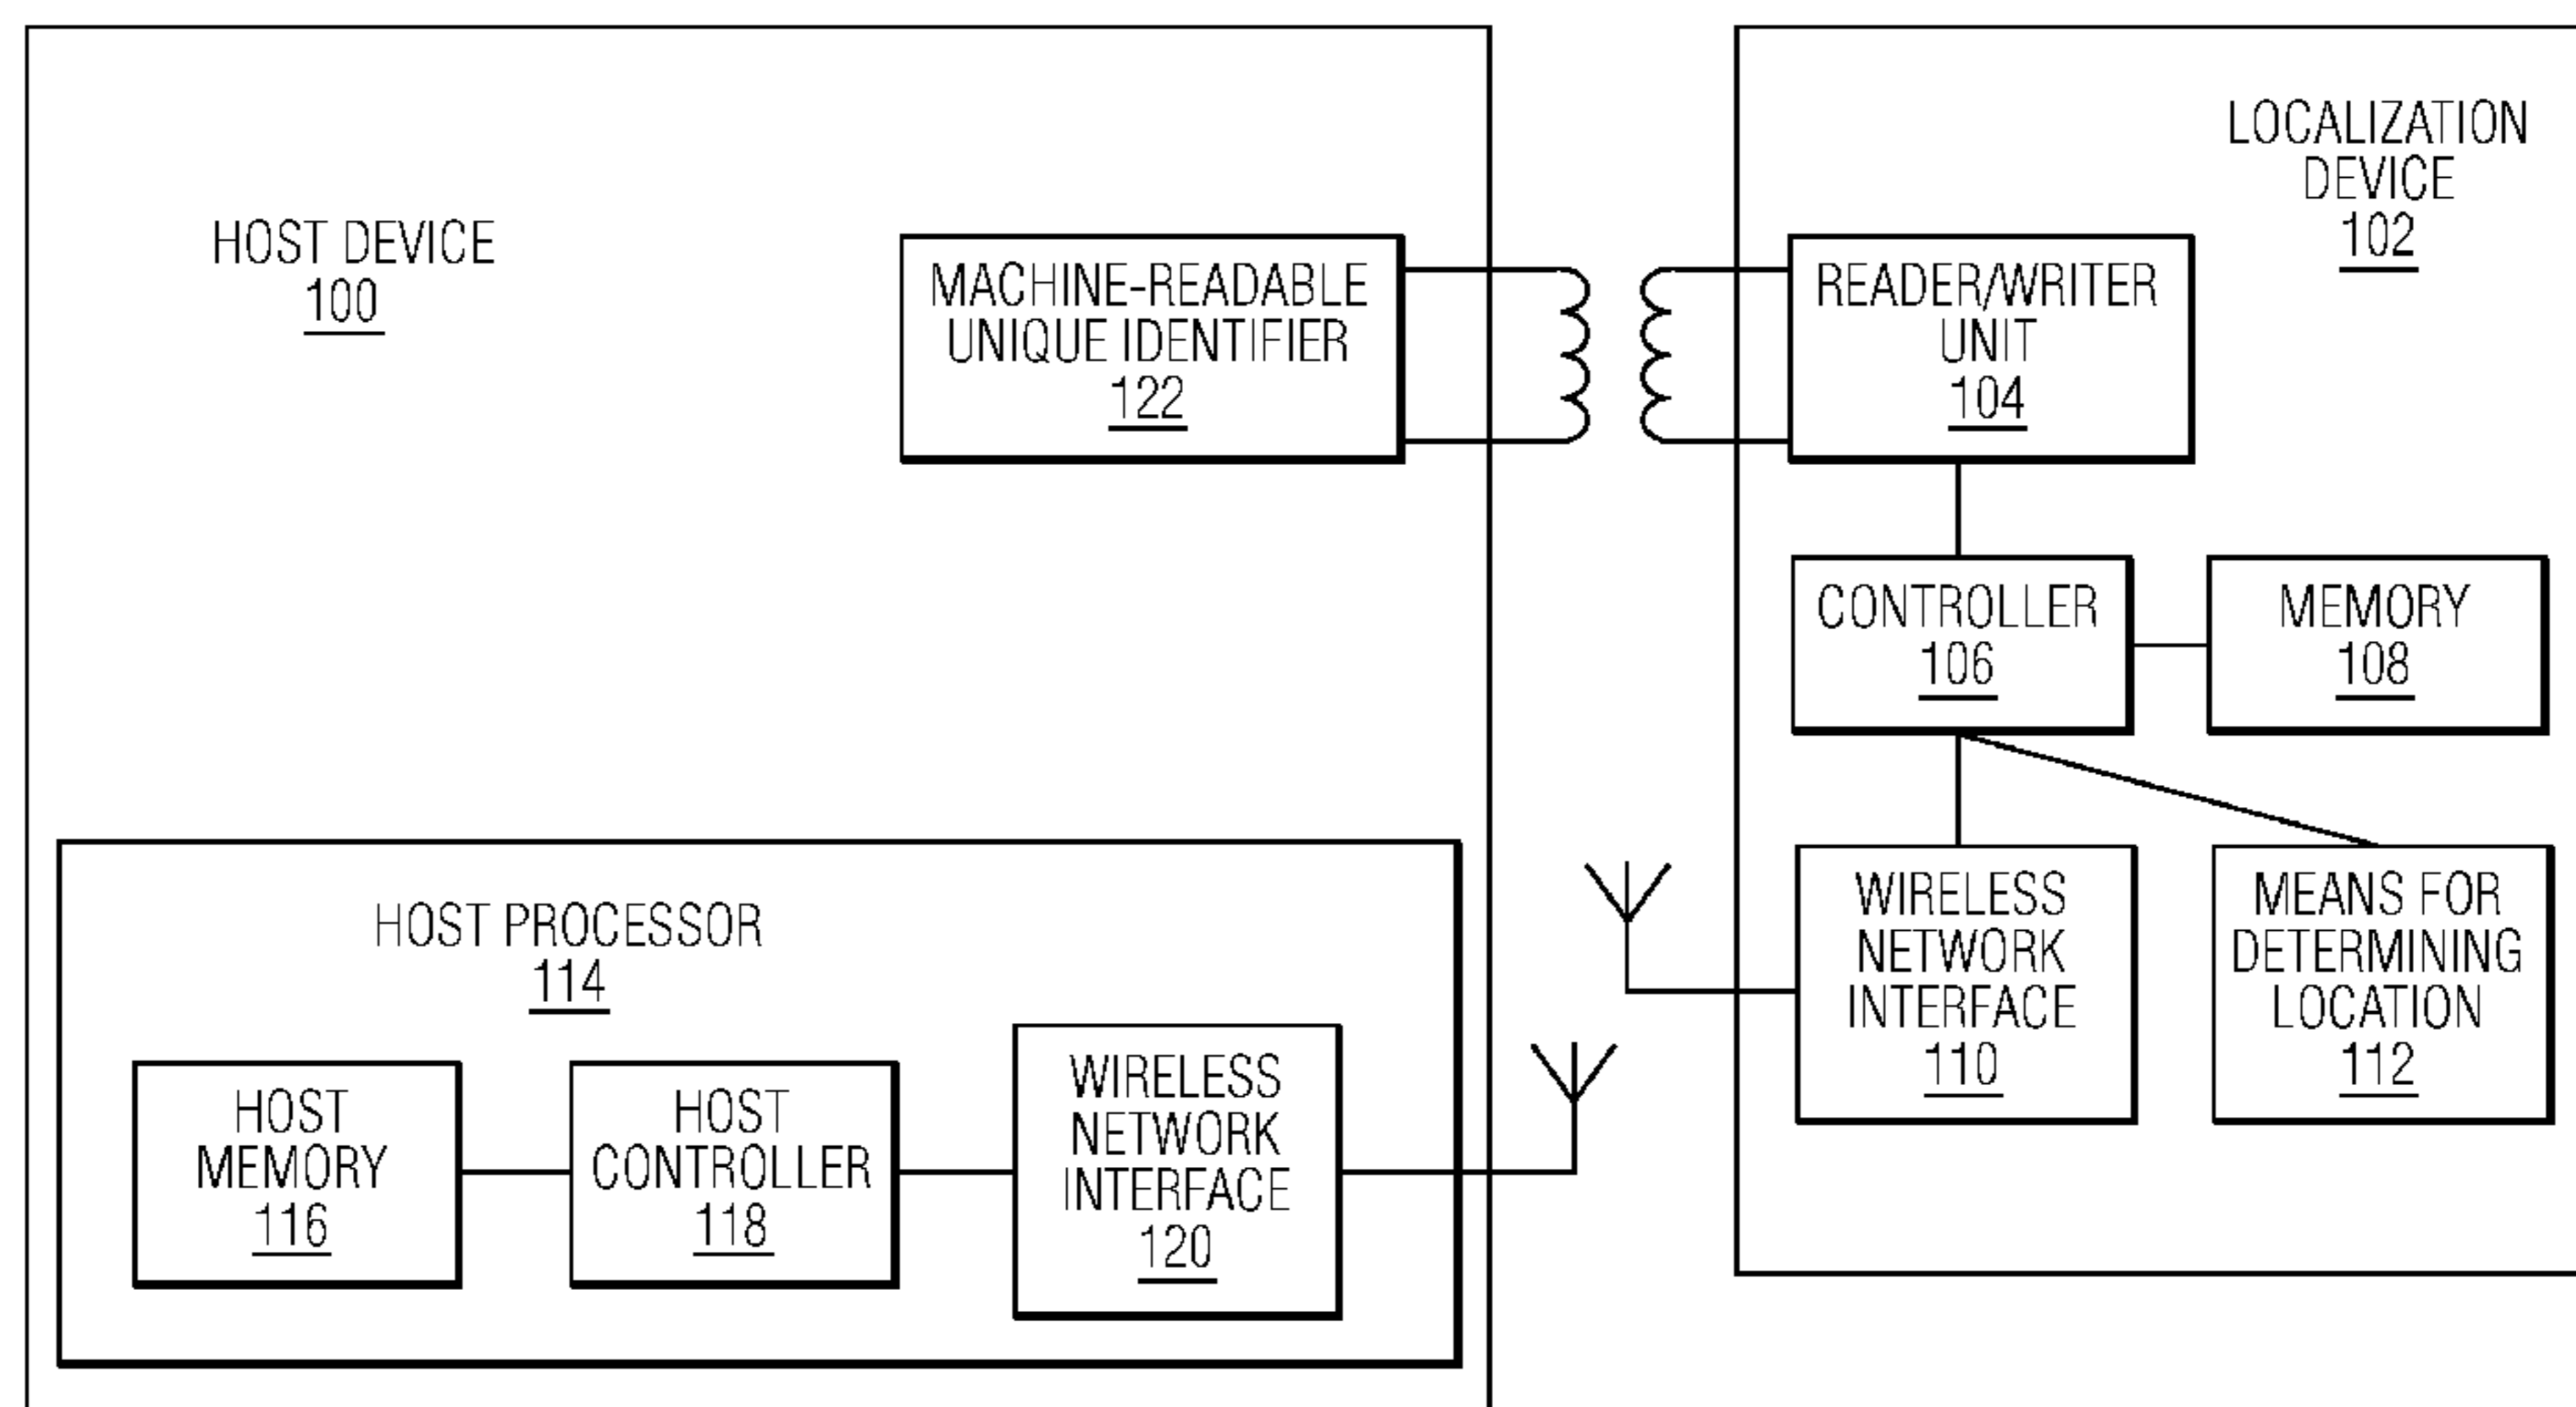 HOST DEVICE
100
MACHINE-READABLE
UNIQUE IDENTIFIER
122
HOST PROCESSOR
114
HOST
MEMORY
116
HOST
CONTROLLER
118
WIRELESS
NETWORK
INTERFACE
120
LOCALIZATION
DEVICE
102
READER/WRITER
UNIT
104
CONTROLLER
106
MEMORY
108
WIRELESS
NETWORK
INTERFACE
110
MEANS FOR
DETERMINING
LOCATION
112